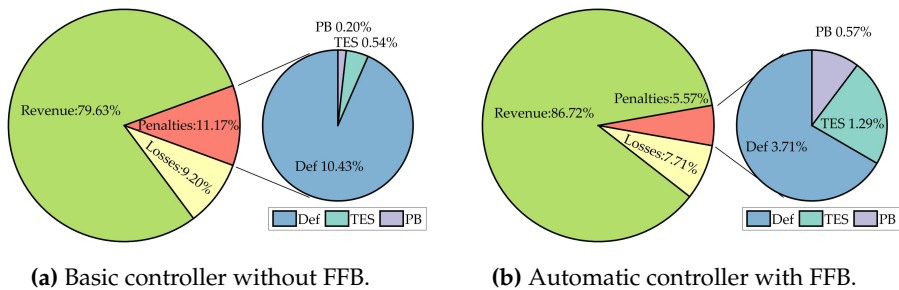 PB 0.20%
TES 0.54%
Revenue:79.63%
Penalties:11.17%
Losses:9.20%
Def 10.43%
Def TES PB
(a) Basic controller without FFB.
PB 0.57%
Revenue:86.72%
Penalties:5.57%
Losses:7.71%
TES 1.29%
Def 3.71%
Def TES PB
(b) Automatic controller with FFB.